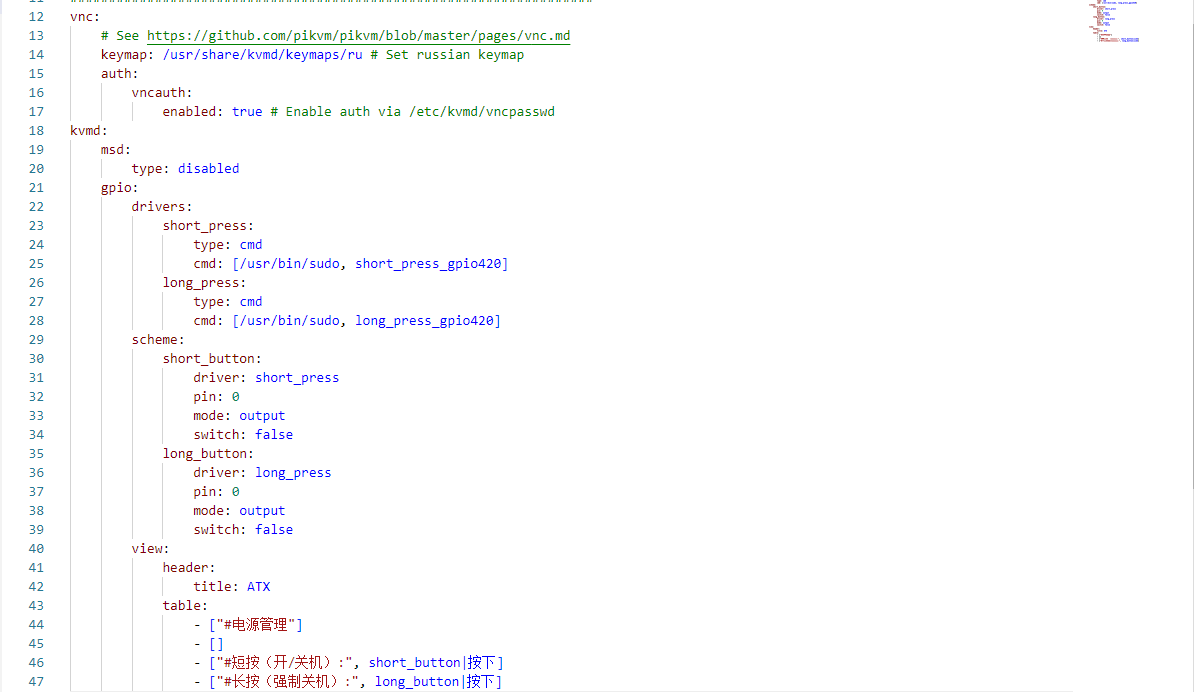 12 vnc:
13     # See https://github.com/pikvm/pikvm/blob/master/pages/vnc.md
14     keymap: /usr/share/kvmd/keymaps/ru # Set russian keymap
15     auth:
16         vncauth:
17             enabled: true # Enable auth via /etc/kvmd/vncpasswd
18 kvmd:
19     msd:
20         type: disabled
21     gpio:
22         drivers:
23             short_press:
24                 type: cmd
25                 cmd: [/usr/bin/sudo, short_press_gpio420]
26             long_press:
27                 type: cmd
28                 cmd: [/usr/bin/sudo, long_press_gpio420]
29         scheme:
30             short_button:
31                 driver: short_press
32                 pin: 0
33                 mode: output
34                 switch: false
35             long_button:
36                 driver: long_press
37                 pin: 0
38                 mode: output
39                 switch: false
40         view:
41             header:
42                 title: ATX
43             table:
44                 - ["#电源管理"]
45                 - []
46                 - ["#短按（开/关机）:", short_button|按下]
47                 - ["#长按（强制关机）:", long_button|按下]